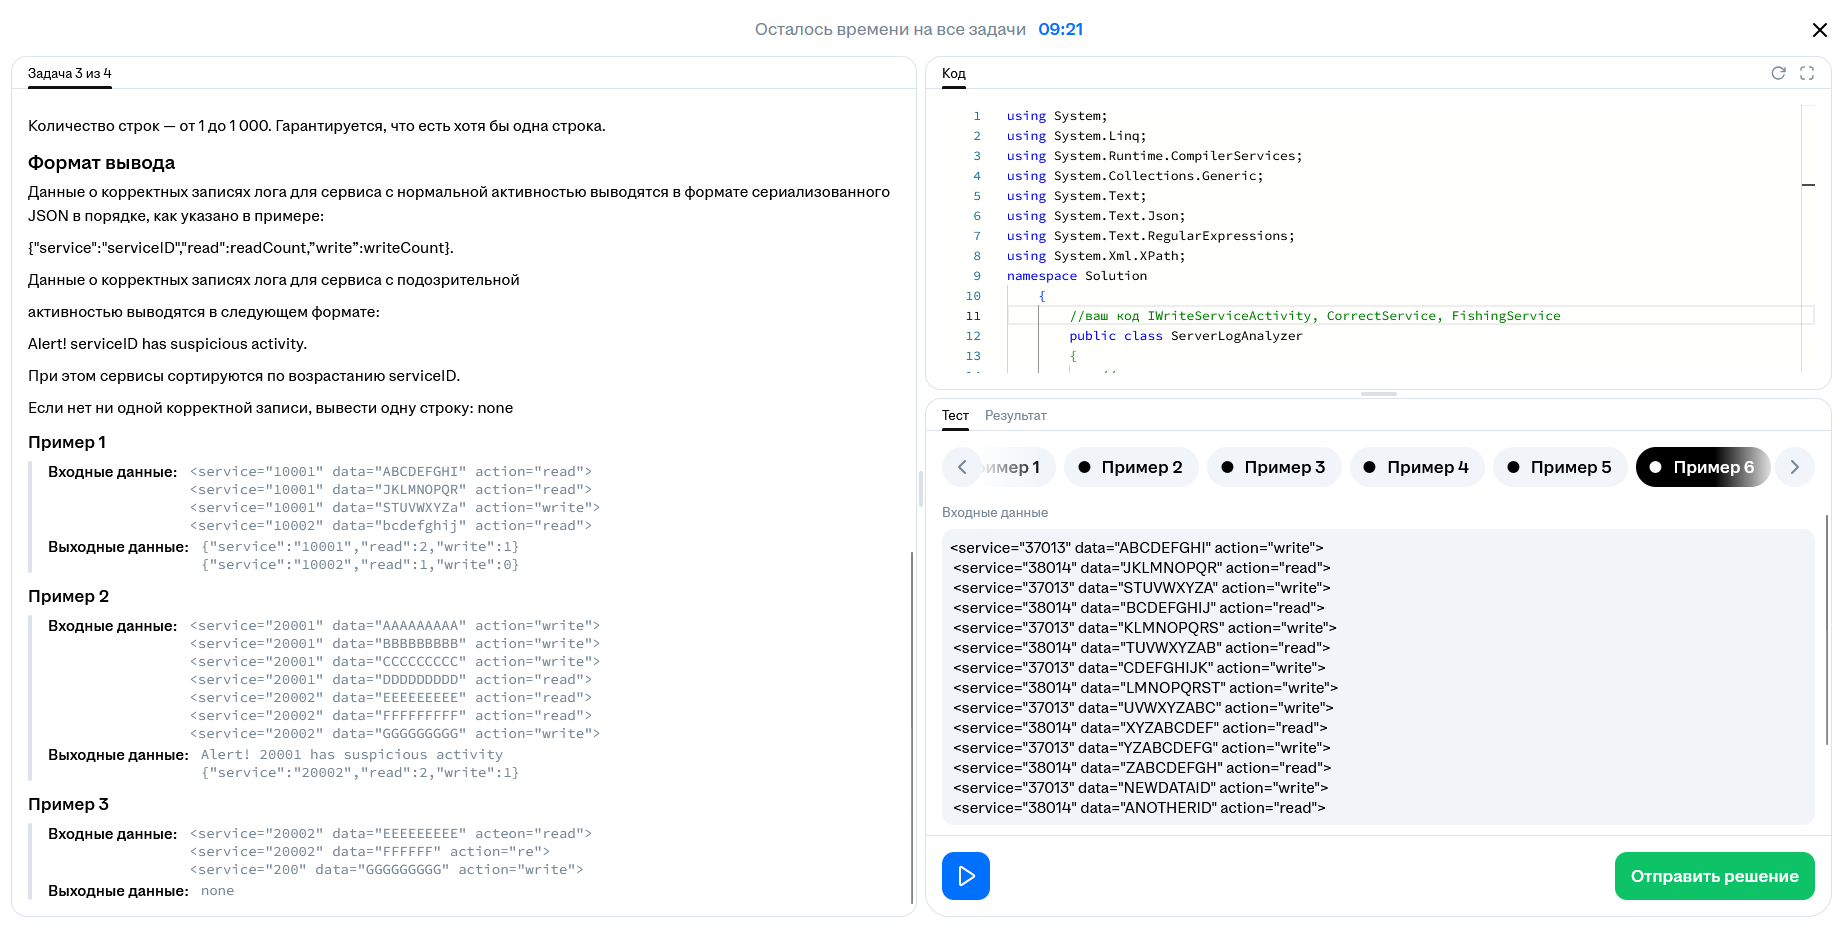 Осталось времени на все задачи 09:21
Задача 3 из 4
Количество строк — от 1 до 1 000. Гарантируется, что есть хотя бы одна строка.
Формат вывода
Данные о корректных записях лога для сервиса с нормальной активностью выводятся в формате сериализованного
JSON в порядке, как указано в примере:
{"service":"serviceID","read":readCount,”write”:writeCount}.
Данные о корректных записях лога для сервиса с подозрительной
активностью выводятся в следующем формате:
Alert! serviceID has suspicious activity.
При этом сервисы сортируются по возрастанию serviceID.
Если нет ни одной корректной записи, вывести одну строку: none
Пример 1
Входные данные: <service="10001" data="ABCDEFGHI" action="read">
<service="10001" data="JKLMNOPQR" action="read">
<service="10001" data="STUVWXYZa" action="write">
<service="10002" data="bcdefghij" action="read">
Выходные данные: {"service":"10001","read":2,"write":1}
{"service":"10002","read":1,"write":0}
Пример 2
Входные данные: <service="20001" data="AAAAAAAAA" action="write">
<service="20001" data="BBBBBBBBB" action="write">
<service="20001" data="CCCCCCCCC" action="write">
<service="20001" data="DDDDDDDDD" action="read">
<service="20002" data="EEEEEEEEE" action="read">
<service="20002" data="FFFFFFFFF" action="read">
<service="20002" data="GGGGGGGGG" action="write">
Выходные данные: Alert! 20001 has suspicious activity
{"service":"20002","read":2,"write":1}
Пример 3
Входные данные: <service="20002" data="EEEEEEEEE" acteon="read">
<service="20002" data="FFFFFF" action="re">
<service="200" data="GGGGGGGGG" action="write">
Выходные данные: none
Код
1 using System;
2 using System.Linq;
3 using System.Runtime.CompilerServices;
4 using System.Collections.Generic;
5 using System.Text;
6 using System.Text.Json;
7 using System.Text.RegularExpressions;
8 using System.Xml.XPath;
9 namespace Solution
10 {
11 //ваш код IWriteServiceActivity, CorrectService, FishingService
12 public class ServerLogAnalyzer
13 {
Тест Результат
имер 1 Пример 2 Пример 3 Пример 4 Пример 5 Пример 6
Входные данные
<service="37013" data="ABCDEFGHI" action="write">
<service="38014" data="JKLMNOPQR" action="read">
<service="37013" data="STUVWXYZA" action="write">
<service="38014" data="BCDEFGHIJ" action="read">
<service="37013" data="KLMNOPQRS" action="write">
<service="38014" data="TUVWXYZAB" action="read">
<service="37013" data="CDEFGHIJK" action="write">
<service="38014" data="LMNOPQRST" action="write">
<service="37013" data="UVWXYZABC" action="write">
<service="38014" data="XYZABCDEF" action="read">
<service="37013" data="YZABCDEFG" action="write">
<service="38014" data="ZABCDEFGH" action="read">
<service="37013" data="NEWDATAID" action="write">
<service="38014" data="ANOTHERID" action="read">
Отправить решение